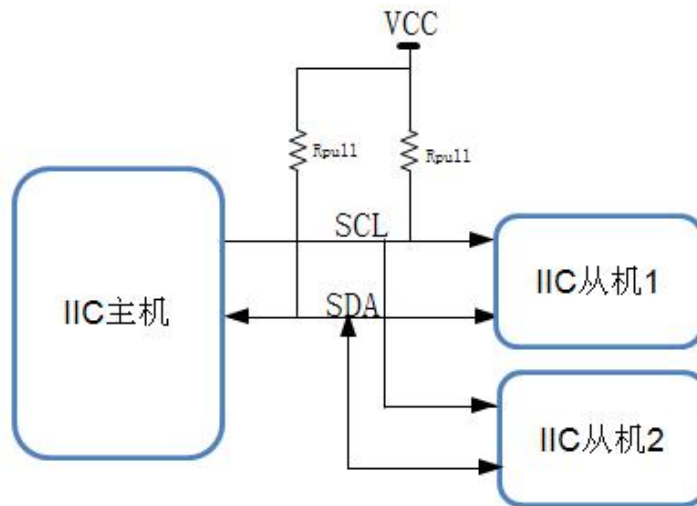 VCC
Rpull
Rpull
SCL
IIC从机1
IIC主机
SDA
IIC从机2